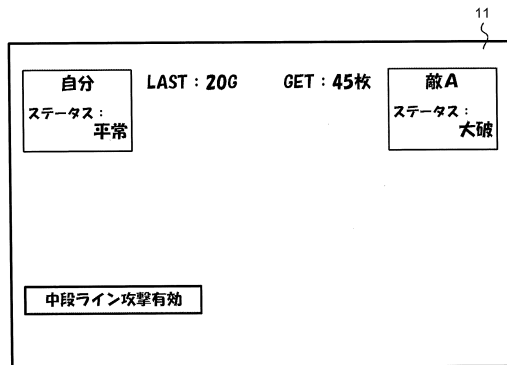 11
自分
ステータス：
平常
LAST：20G
GET：45枚
敵A
ステータス：
大破
中段ライン攻撃有効